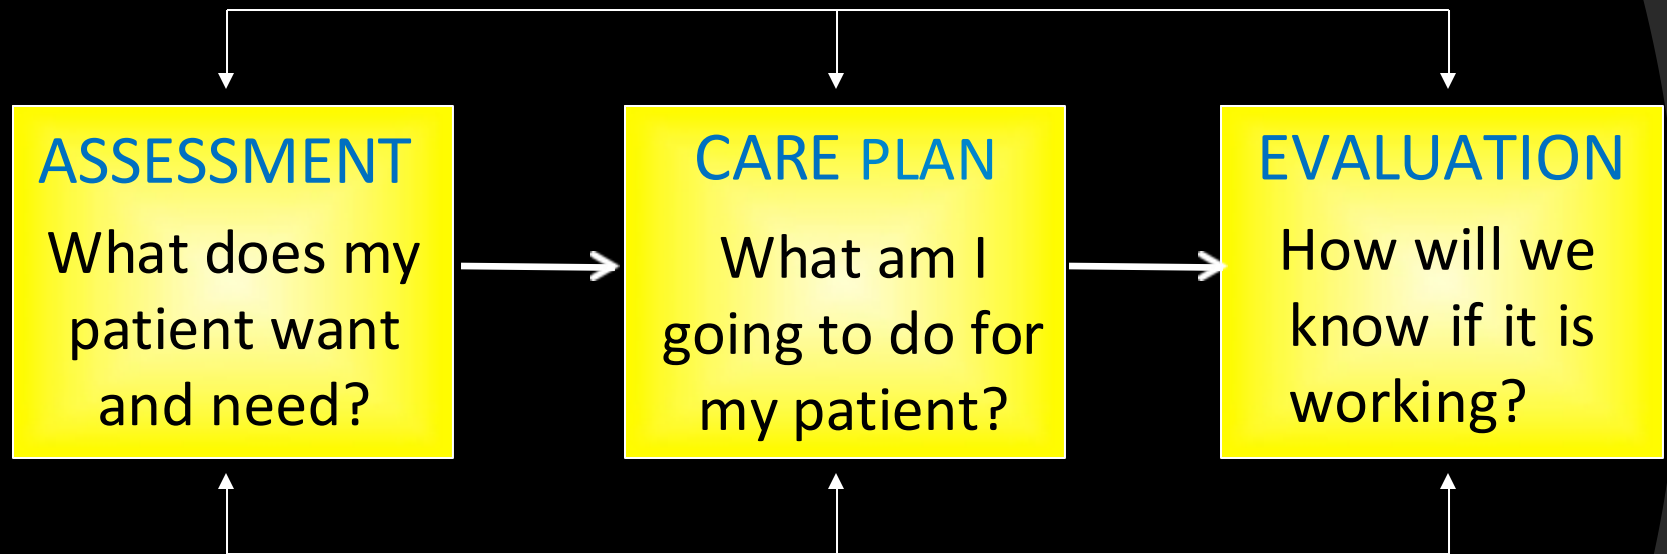 ASSESSMENT
What does my
patient want
and need?
CARE PLAN
What am I
going to do for
my patient?
EVALUATION
How will we
know if it is
working?